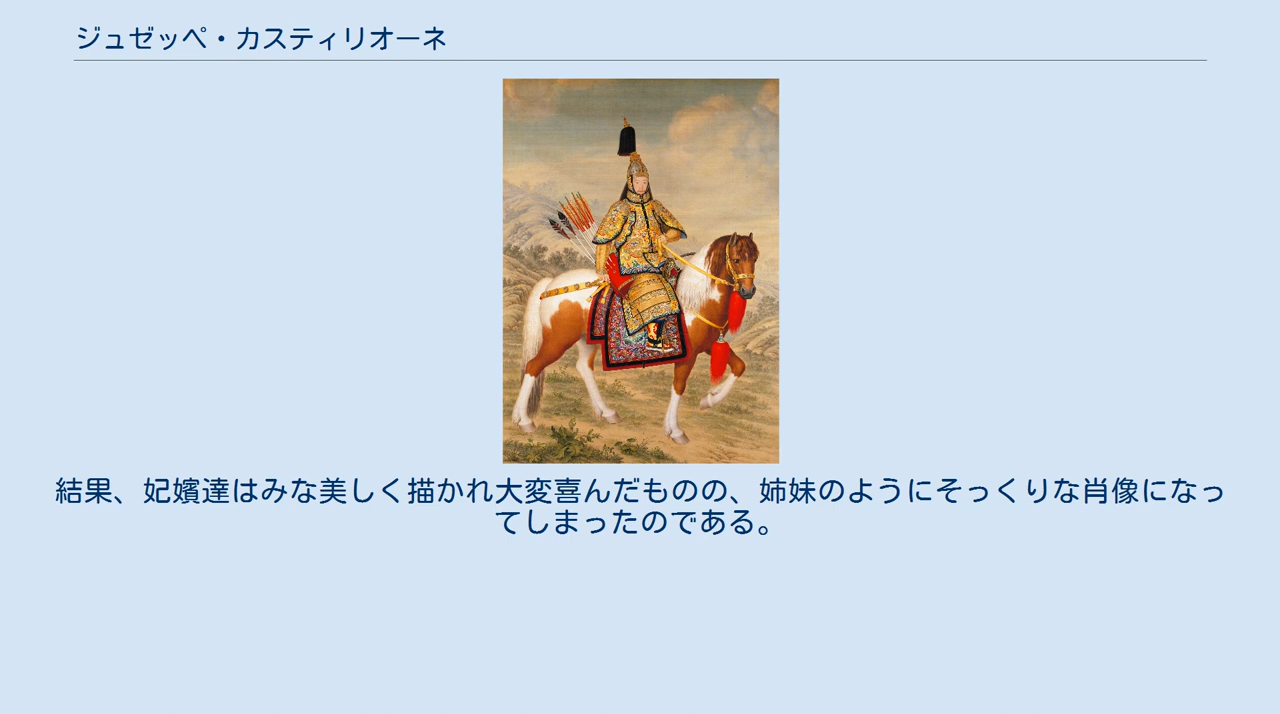 ジュゼッペ・カスティリオーネ
結果、妃嬪達はみな美しく描かれ大変喜んだものの、姉妹のようにそっくりな肖像になっ
てしまったのである。